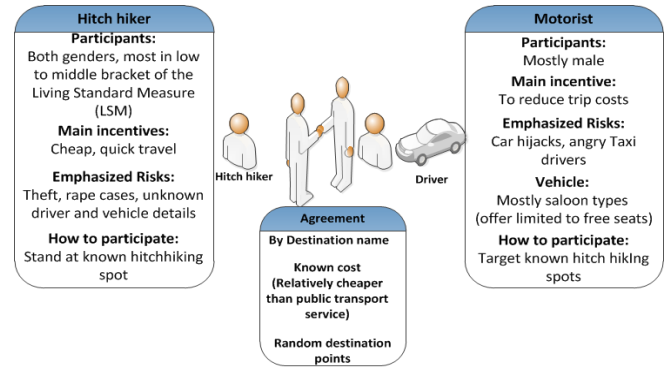 Hitch hiker
Participants:
Both genders, most in low
to middle bracket of the
Living Standard Measure
(LSM)
Main incentives:
Cheap, quick travel
Emphasized Risks:
Theft, rape cases, unknown
driver and vehicle details
How to participate:
Stand at known hitchhiking
spot
Hitch hiker
Driver
Agreement
By Destination name
Known cost
(Relatively cheaper
than public transport
service)
Random destination
points
Motorist
Participants:
Mostly male
Main incentive:
To reduce trip costs
Emphasized Risks:
Car hijacks, angry Taxi
drivers
Vehicle:
Mostly saloon types
(offer limited to free seats)
How to participate:
Target known hitch hikIng
spots